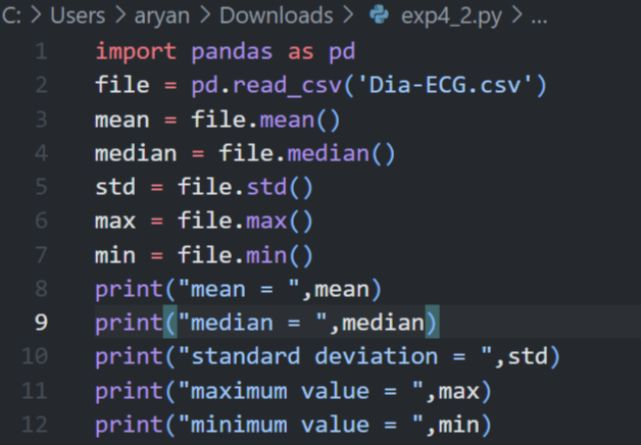 C: > Users > aryan > Downloads > exp4_2.py > ...
1 import pandas as pd
2 file = pd.read_csv('Dia-ECG.csv')
3 mean = file.mean()
4 median = file.median()
5 std = file.std()
6 max = file.max()
7 min = file.min()
8 print("mean = ",mean)
9 print("median = ",median)
10 print("standard deviation = ",std)
11 print("maximum value = ",max)
12 print("minimum value = ",min)